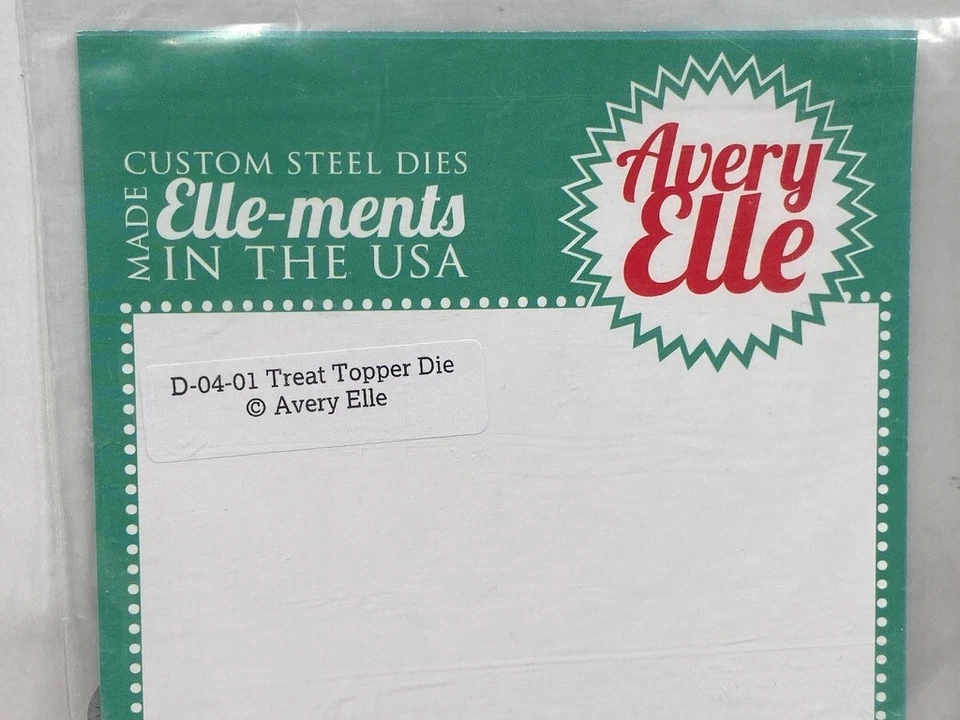 CUSTOM STEEL DIES
MADE
Elle-ments
IN THE USA
Avery
Elle
D-04-01 Treat Topper Die
© Avery Elle